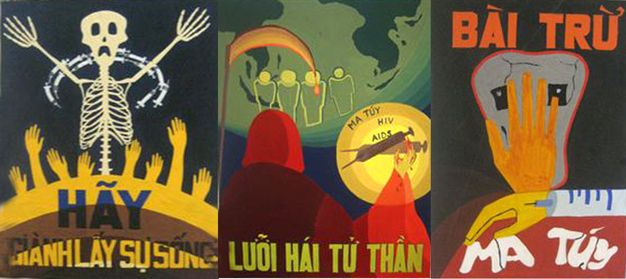 HÃY
GIÀNH LẤY SỰ SỐNG
MA TÚY
HIV
AIDS
LƯỠI HÁI TỬ THẦN
BÀI TRỪ
MA TÚY